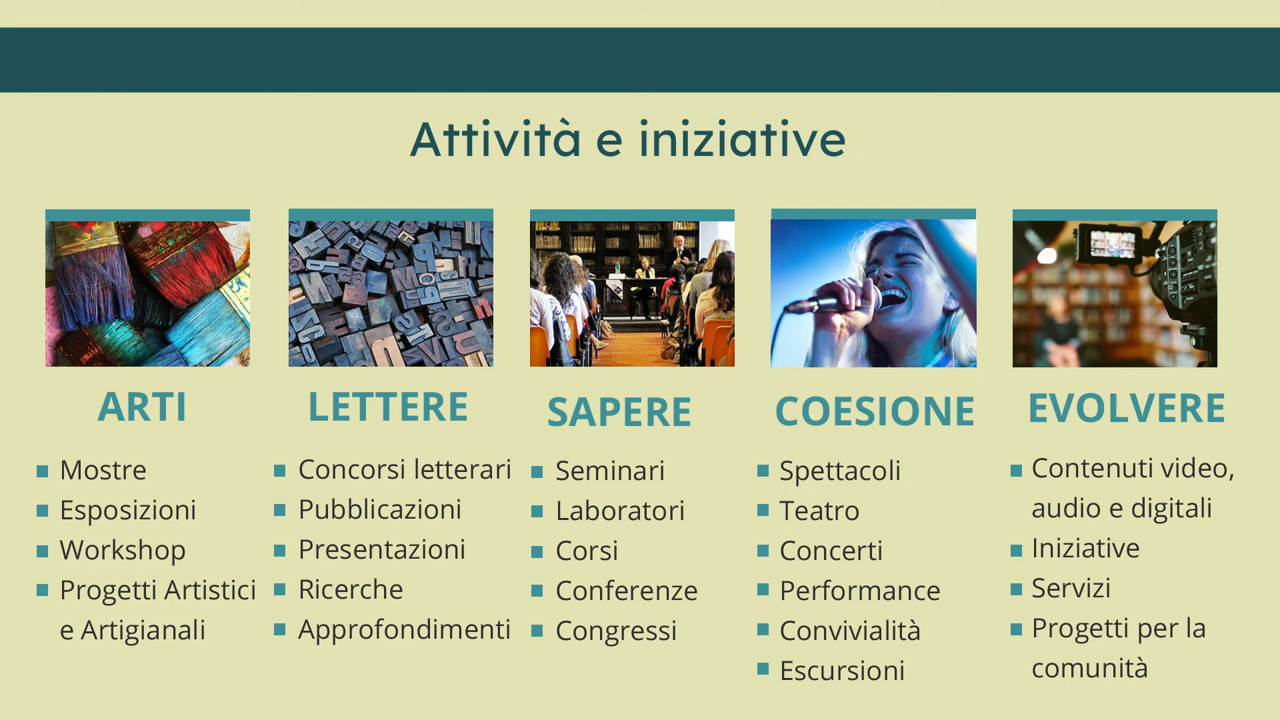 Attività e iniziative
ARTI
Mostre
Esposizioni
Workshop
Progetti Artistici
e Artigianali
LETTERE
Concorsi letterari
Pubblicazioni
Presentazioni
Ricerche
Approfondimenti
SAPERE
Seminari
Laboratori
Corsi
Conferenze
Congressi
COESIONE
Spettacoli
Teatro
Concerti
Performance
Convivialità
Escursioni
EVOLVERE
Contenuti video,
audio e digitali
Iniziative
Servizi
Progetti per la
comunità